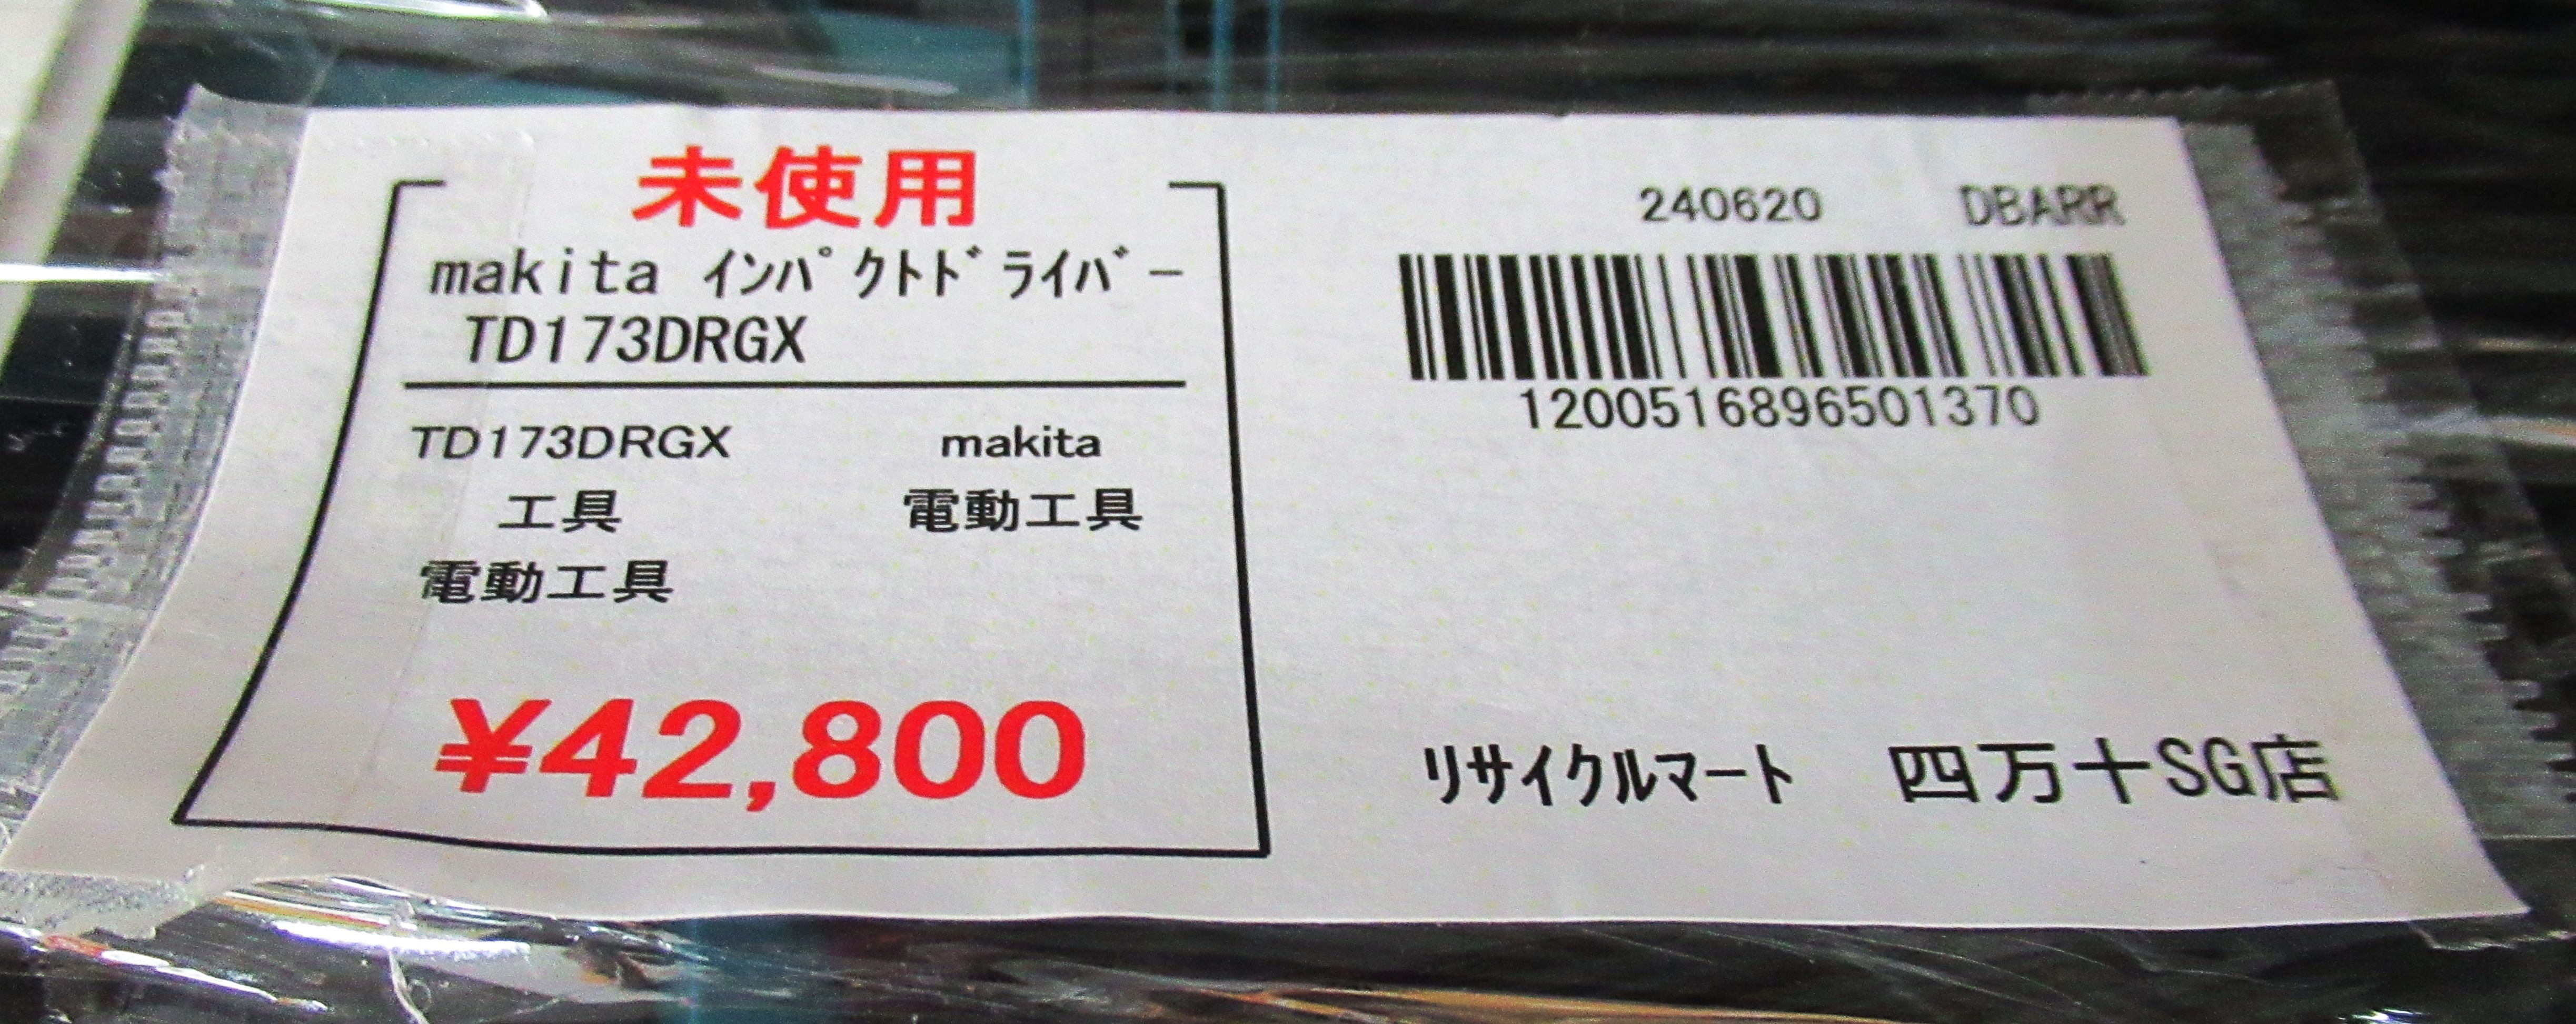 未使用
makita ｲﾝﾊﾟｸﾄﾄﾞﾗｲﾊﾞｰ
TD173DRGX
TD173DRGX makita
工具 電動工具
電動工具
¥42,800
240620 DBARR
1200516896501370
ﾘｻｲｸﾙﾏｰﾄ 四万十SG店